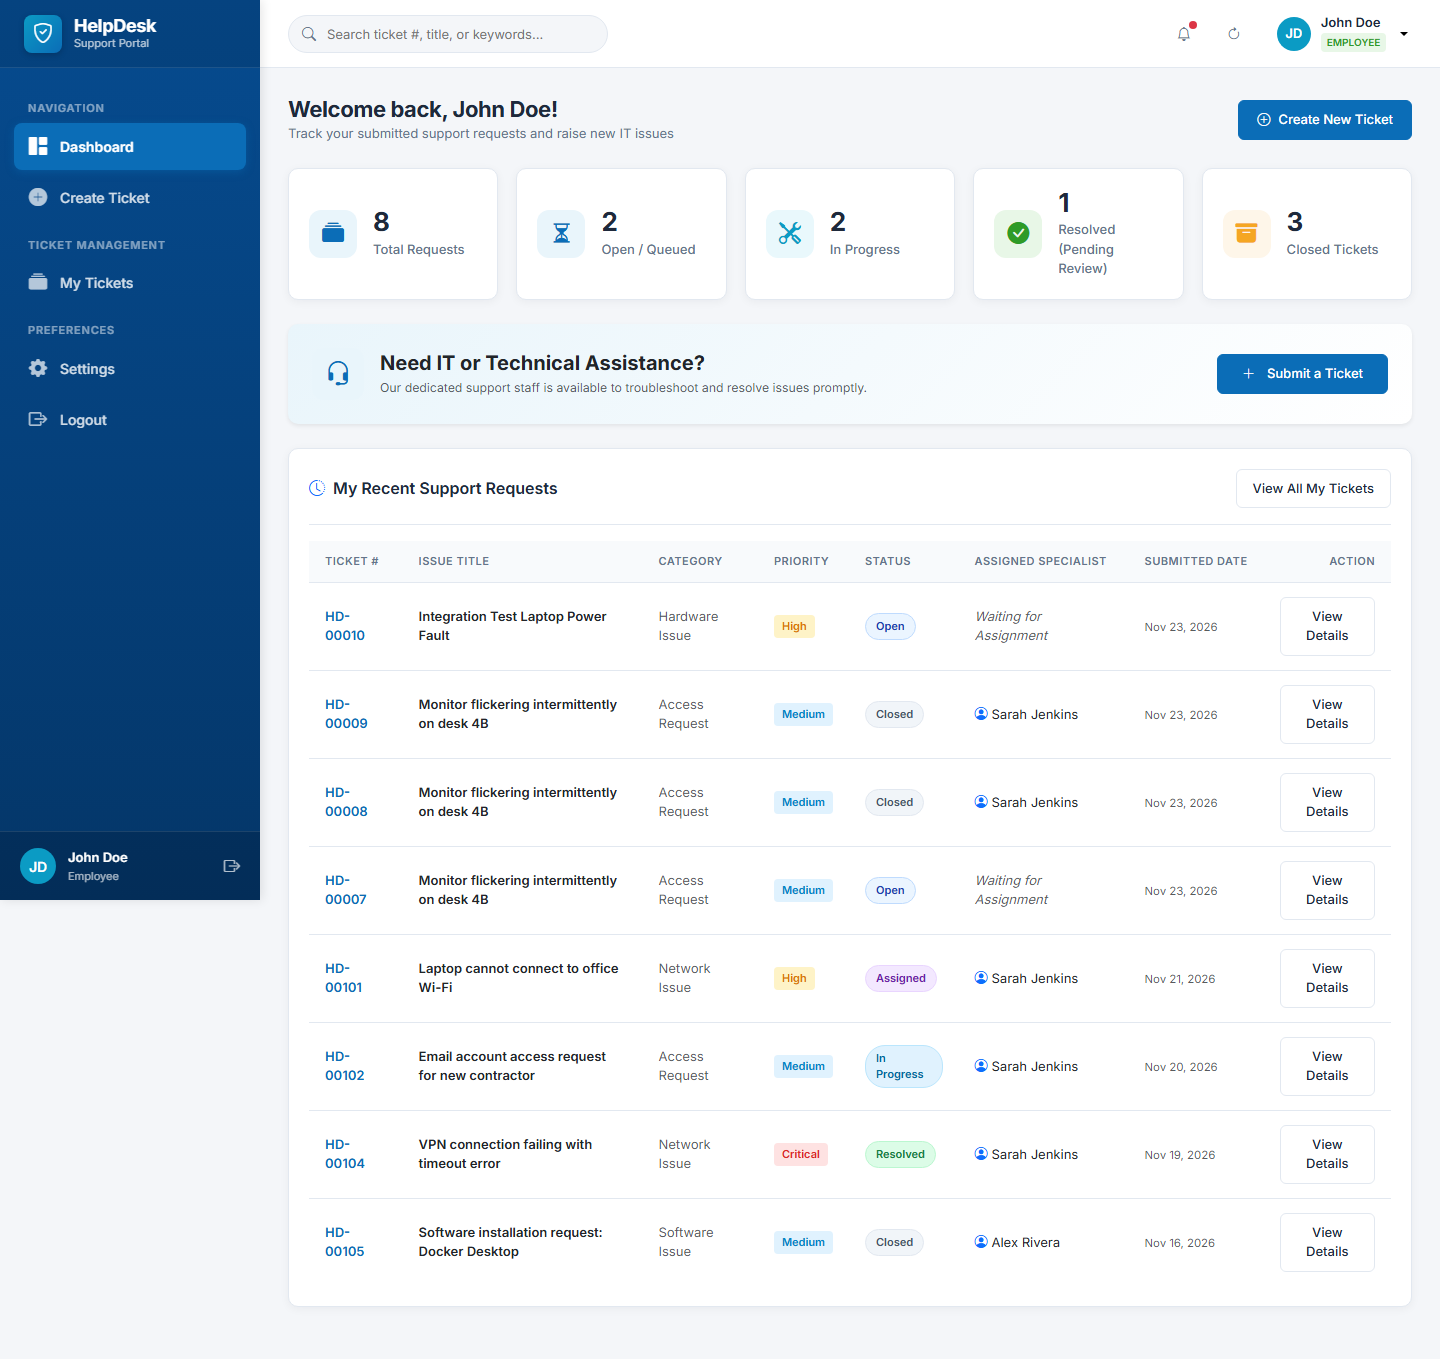 HelpDesk
Support Portal
NAVIGATION
Dashboard
Create Ticket
TICKET MANAGEMENT
My Tickets
PREFERENCES
Settings
Logout
JD
John Doe
Employee
Search ticket #, title, or keywords...
JD
John Doe
EMPLOYEE
Welcome back, John Doe!
Track your submitted support requests and raise new IT issues
Create New Ticket
8
Total Requests
2
Open / Queued
2
In Progress
1
Resolved
(Pending
Review)
3
Closed Tickets
Need IT or Technical Assistance?
Our dedicated support staff is available to troubleshoot and resolve issues promptly.
Submit a Ticket
My Recent Support Requests
View All My Tickets
TICKET # ISSUE TITLE CATEGORY PRIORITY STATUS ASSIGNED SPECIALIST SUBMITTED DATE ACTION
HD-
00010
Integration Test Laptop Power
Fault
Hardware
Issue
High
Open
Waiting for
Assignment
Nov 23, 2026
View
Details
HD-
00009
Monitor flickering intermittently
on desk 4B
Access
Request
Medium
Closed
Sarah Jenkins
Nov 23, 2026
View
Details
HD-
00008
Monitor flickering intermittently
on desk 4B
Access
Request
Medium
Closed
Sarah Jenkins
Nov 23, 2026
View
Details
HD-
00007
Monitor flickering intermittently
on desk 4B
Access
Request
Medium
Open
Waiting for
Assignment
Nov 23, 2026
View
Details
HD-
00101
Laptop cannot connect to office
Wi-Fi
Network
Issue
High
Assigned
Sarah Jenkins
Nov 21, 2026
View
Details
HD-
00102
Email account access request
for new contractor
Access
Request
Medium
In
Progress
Sarah Jenkins
Nov 20, 2026
View
Details
HD-
00104
VPN connection failing with
timeout error
Network
Issue
Critical
Resolved
Sarah Jenkins
Nov 19, 2026
View
Details
HD-
00105
Software installation request:
Docker Desktop
Software
Issue
Medium
Closed
Alex Rivera
Nov 16, 2026
View
Details